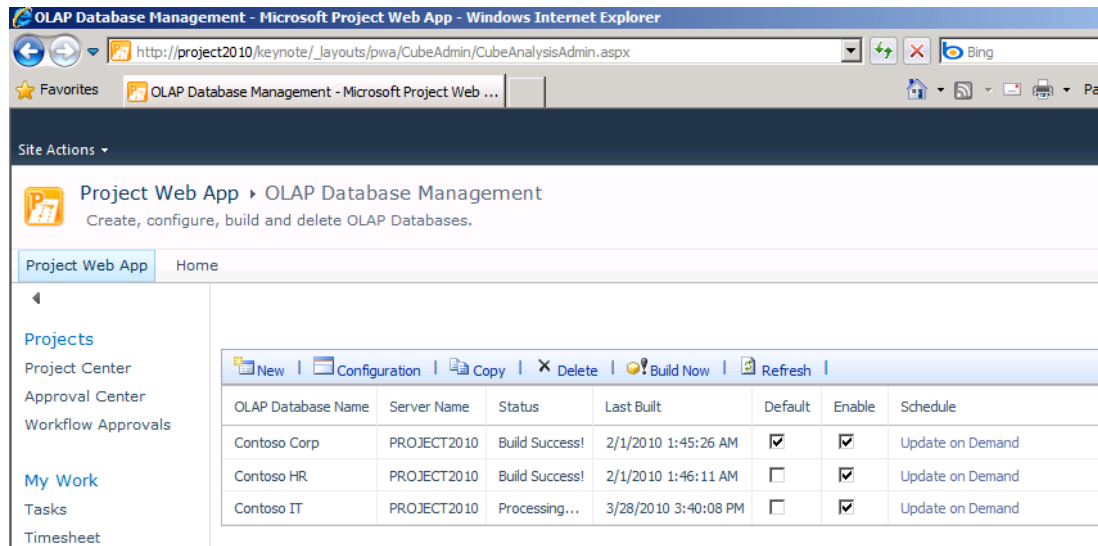 OLAP Database Management - Microsoft Project Web App - Windows Internet Explorer
http://project2010/keynote/_layouts/pwa/CubeAdmin/CubeAnalysisAdmin.aspx Bing
Favorites OLAP Database Management - Microsoft Project Web ... Pa
Site Actions
Project Web App OLAP Database Management
Create, configure, build and delete OLAP Databases.
Project Web App Home
Projects
Project Center
Approval Center
Workflow Approvals
My Work
Tasks
Timesheet
New | Configuration | Copy | Delete | Build Now | Refresh |
OLAP Database Name Server Name Status Last Built Default Enable Schedule
Contoso Corp PROJECT2010 Build Success! 2/1/2010 1:45:26 AM Update on Demand
Contoso HR PROJECT2010 Build Success! 2/1/2010 1:46:11 AM Update on Demand
Contoso IT PROJECT2010 Processing... 3/28/2010 3:40:08 PM Update on Demand